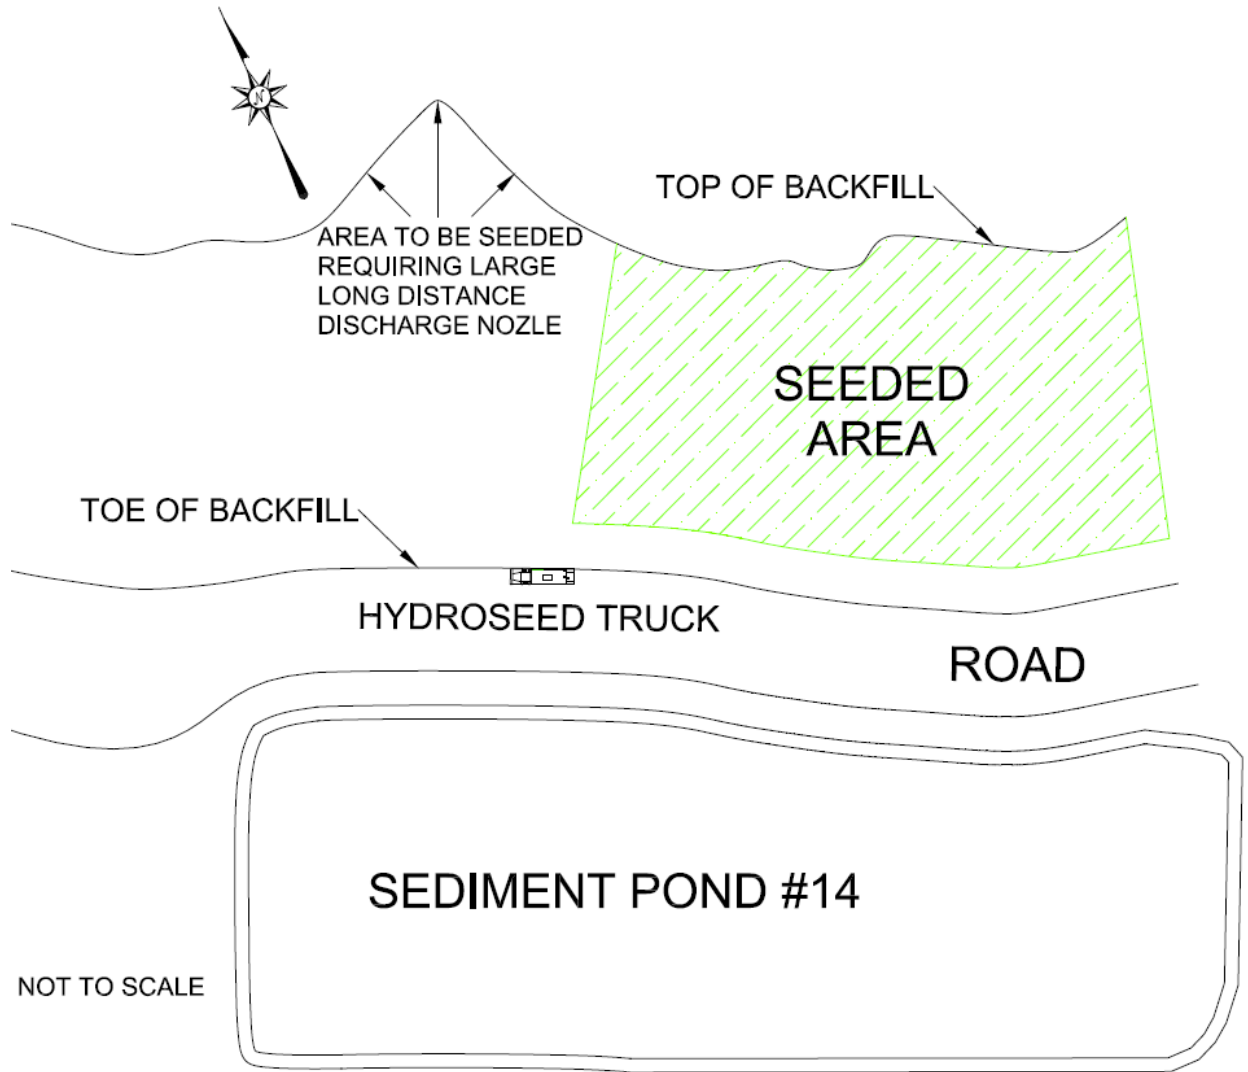 N
TOP OF BACKFILL
AREA TO BE SEEDED
REQUIRING LARGE
LONG DISTANCE
DISCHARGE NOZLE
SEEDED
AREA
TOE OF BACKFILL
HYDROSEED TRUCK
ROAD
SEDIMENT POND #14
NOT TO SCALE